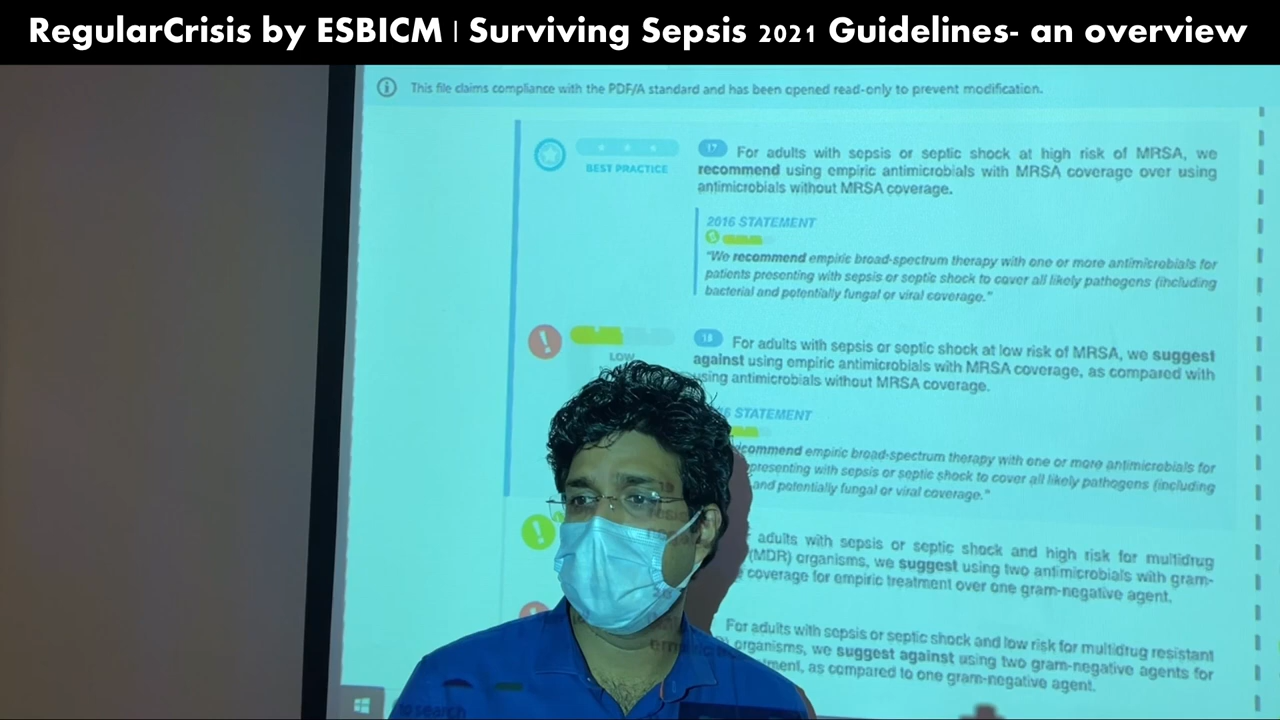 RegularCrisis by ESBICM | Surviving Sepsis 2021 Guidelines- an overview
This file claims compliance with the PDF/A standard and has been opened read-only to prevent modification.
BEST PRACTICE
17 For adults with sepsis or septic shock at high risk of MRSA, we
recommend using empiric antimicrobials with MRSA coverage over using
antimicrobials without MRSA coverage.
2016 STATEMENT
"We recommend empiric broad-spectrum therapy with one or more antimicrobials for
patients presenting with sepsis or septic shock to cover all likely pathogens (including
bacterial and potentially fungal or viral coverage."
LOW
18 For adults with sepsis or septic shock at low risk of MRSA, we suggest
against using empiric antimicrobials with MRSA coverage, as compared with
using antimicrobials without MRSA coverage.
STATEMENT
empiric broad-spectrum therapy with one or more antimicrobials for
presenting with sepsis or septic shock to cover all likely pathogens (including
and potentially fungal or viral coverage."
adults with sepsis or septic shock and high risk for multidrug
(MDR) organisms, we suggest using two antimicrobials with gram-
coverage for empiric treatment over one gram-negative agent.
For adults with sepsis or septic shock and low risk for multidrug resistant
organisms, we suggest against using two gram-negative agents for
as compared to one gram-negative agent.
to search